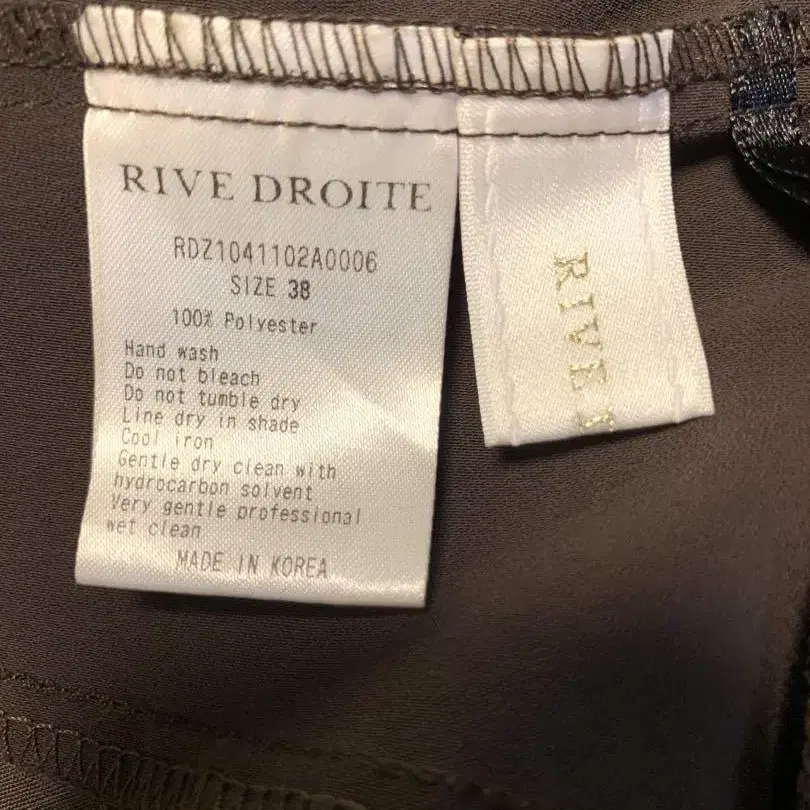 RIVE DROITE
RDZ1041102A0006
SIZE 38
100% Polyester
Hand wash
Do not bleach
Do not tumble dry
Line dry in shade
Cool iron
Gentle dry clean with
hydrocarbon solvent
Very gentle professional
wet clean
MADE IN KOREA
RIVE